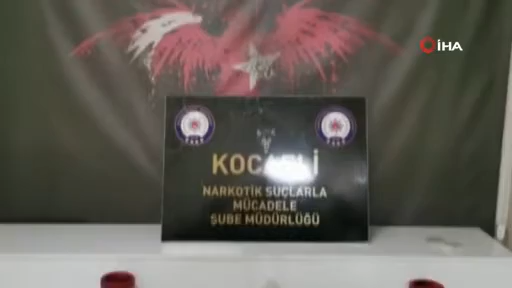 İHA
KOCAELİ
NARKOTİK SUÇLARLA
MÜCADELE
ŞUBE MÜDÜRLÜĞÜ